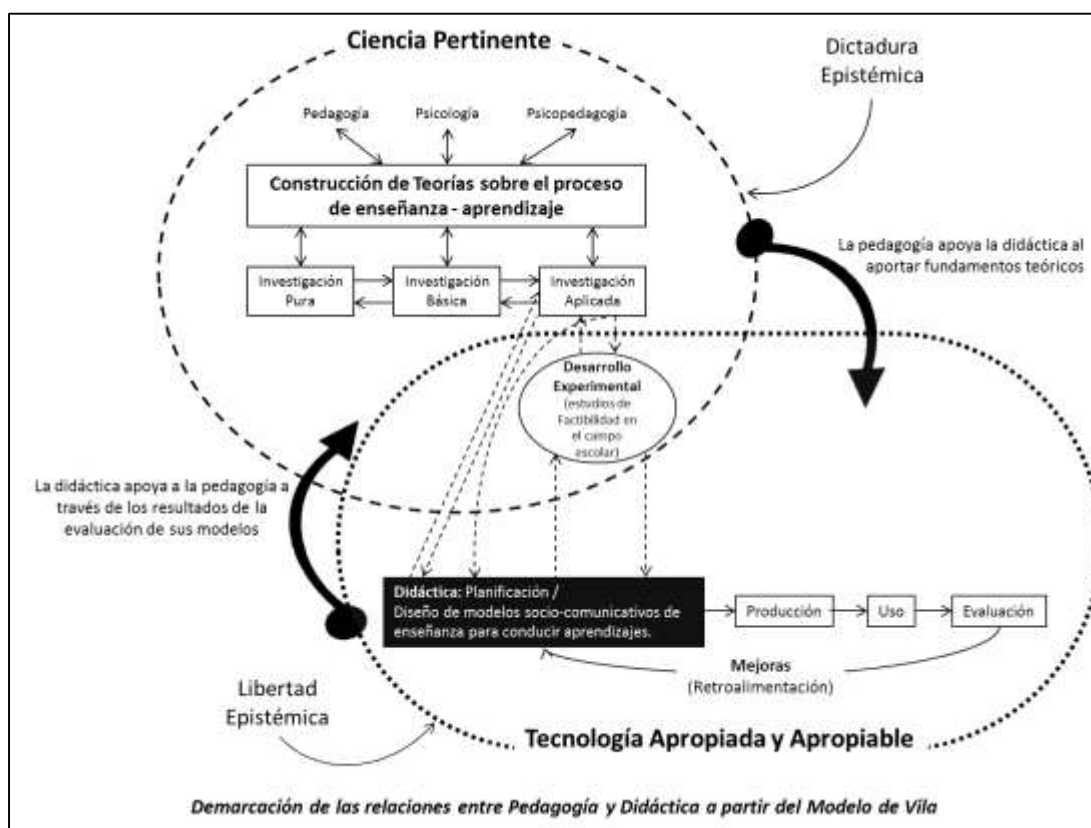 Ciencia Pertinente
Dictadura
Epistémica
Pedagogía
Psicología
Psicopedagogía
Construcción de Teorías sobre el proceso
de enseñanza - aprendizaje
La pedagogía apoya la didáctica al
aportar fundamentos teóricos
Investigación
Pura
Investigación
Básica
Investigación
Aplicada
Desarrollo
Experimental
(estudios de
Factibilidad en
el campo
escolar)
La didáctica apoya a la pedagogía a
través de los resultados de la
evaluación de sus modelos
Didáctica: Planificación /
Diseño de modelos socio-comunicativos de
enseñanza para conducir aprendizajes.
Producción
Uso
Evaluación
Mejoras
(Retroalimentación)
Libertad
Epistémica
Tecnología Apropiada y Apropiable
Demarcación de las relaciones entre Pedagogía y Didáctica a partir del Modelo de Vila